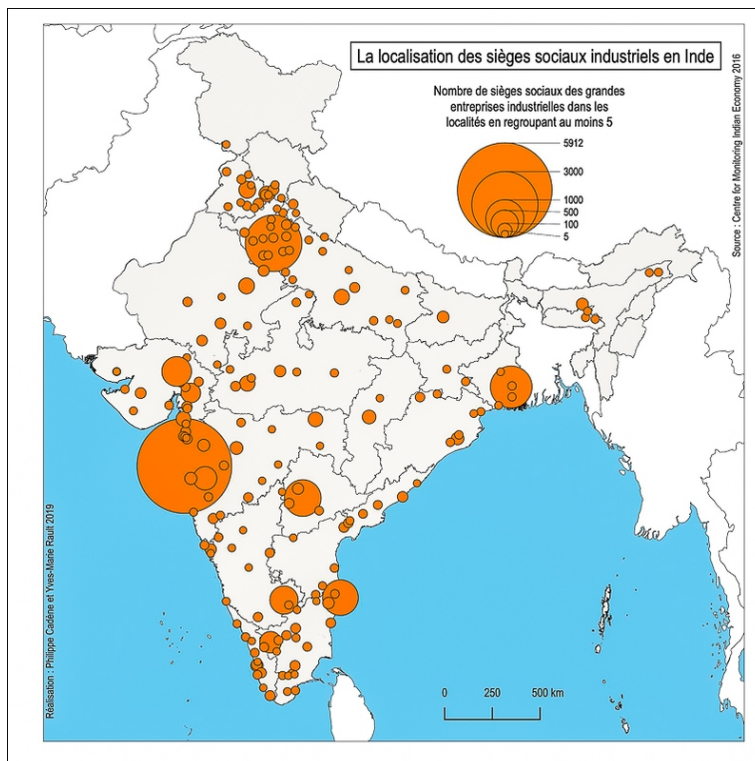 La localisation des sièges sociaux industriels en Inde
Nombre de sièges sociaux des grandes
entreprises industrielles dans les
localités en regroupant au moins 5
5912
3000
1000
500
100
5
Source : Centre for Monitoring Indian Economy 2016
Réalisation : Philippe Cadène et Yves-Marie Rault 2019
0 250 500 km